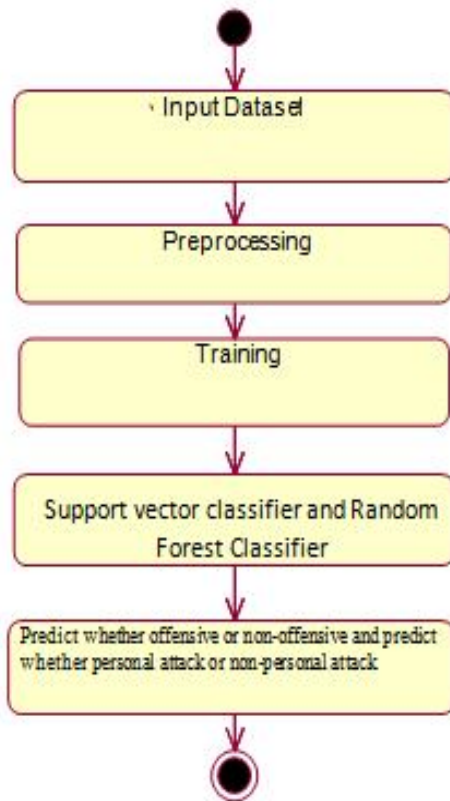 Input Dataset
Preprocessing
Training
Support vector classifier and Random
Forest Classifier
Predict whether offensive or non-offensive and predict
whether personal attack or non-personal attack